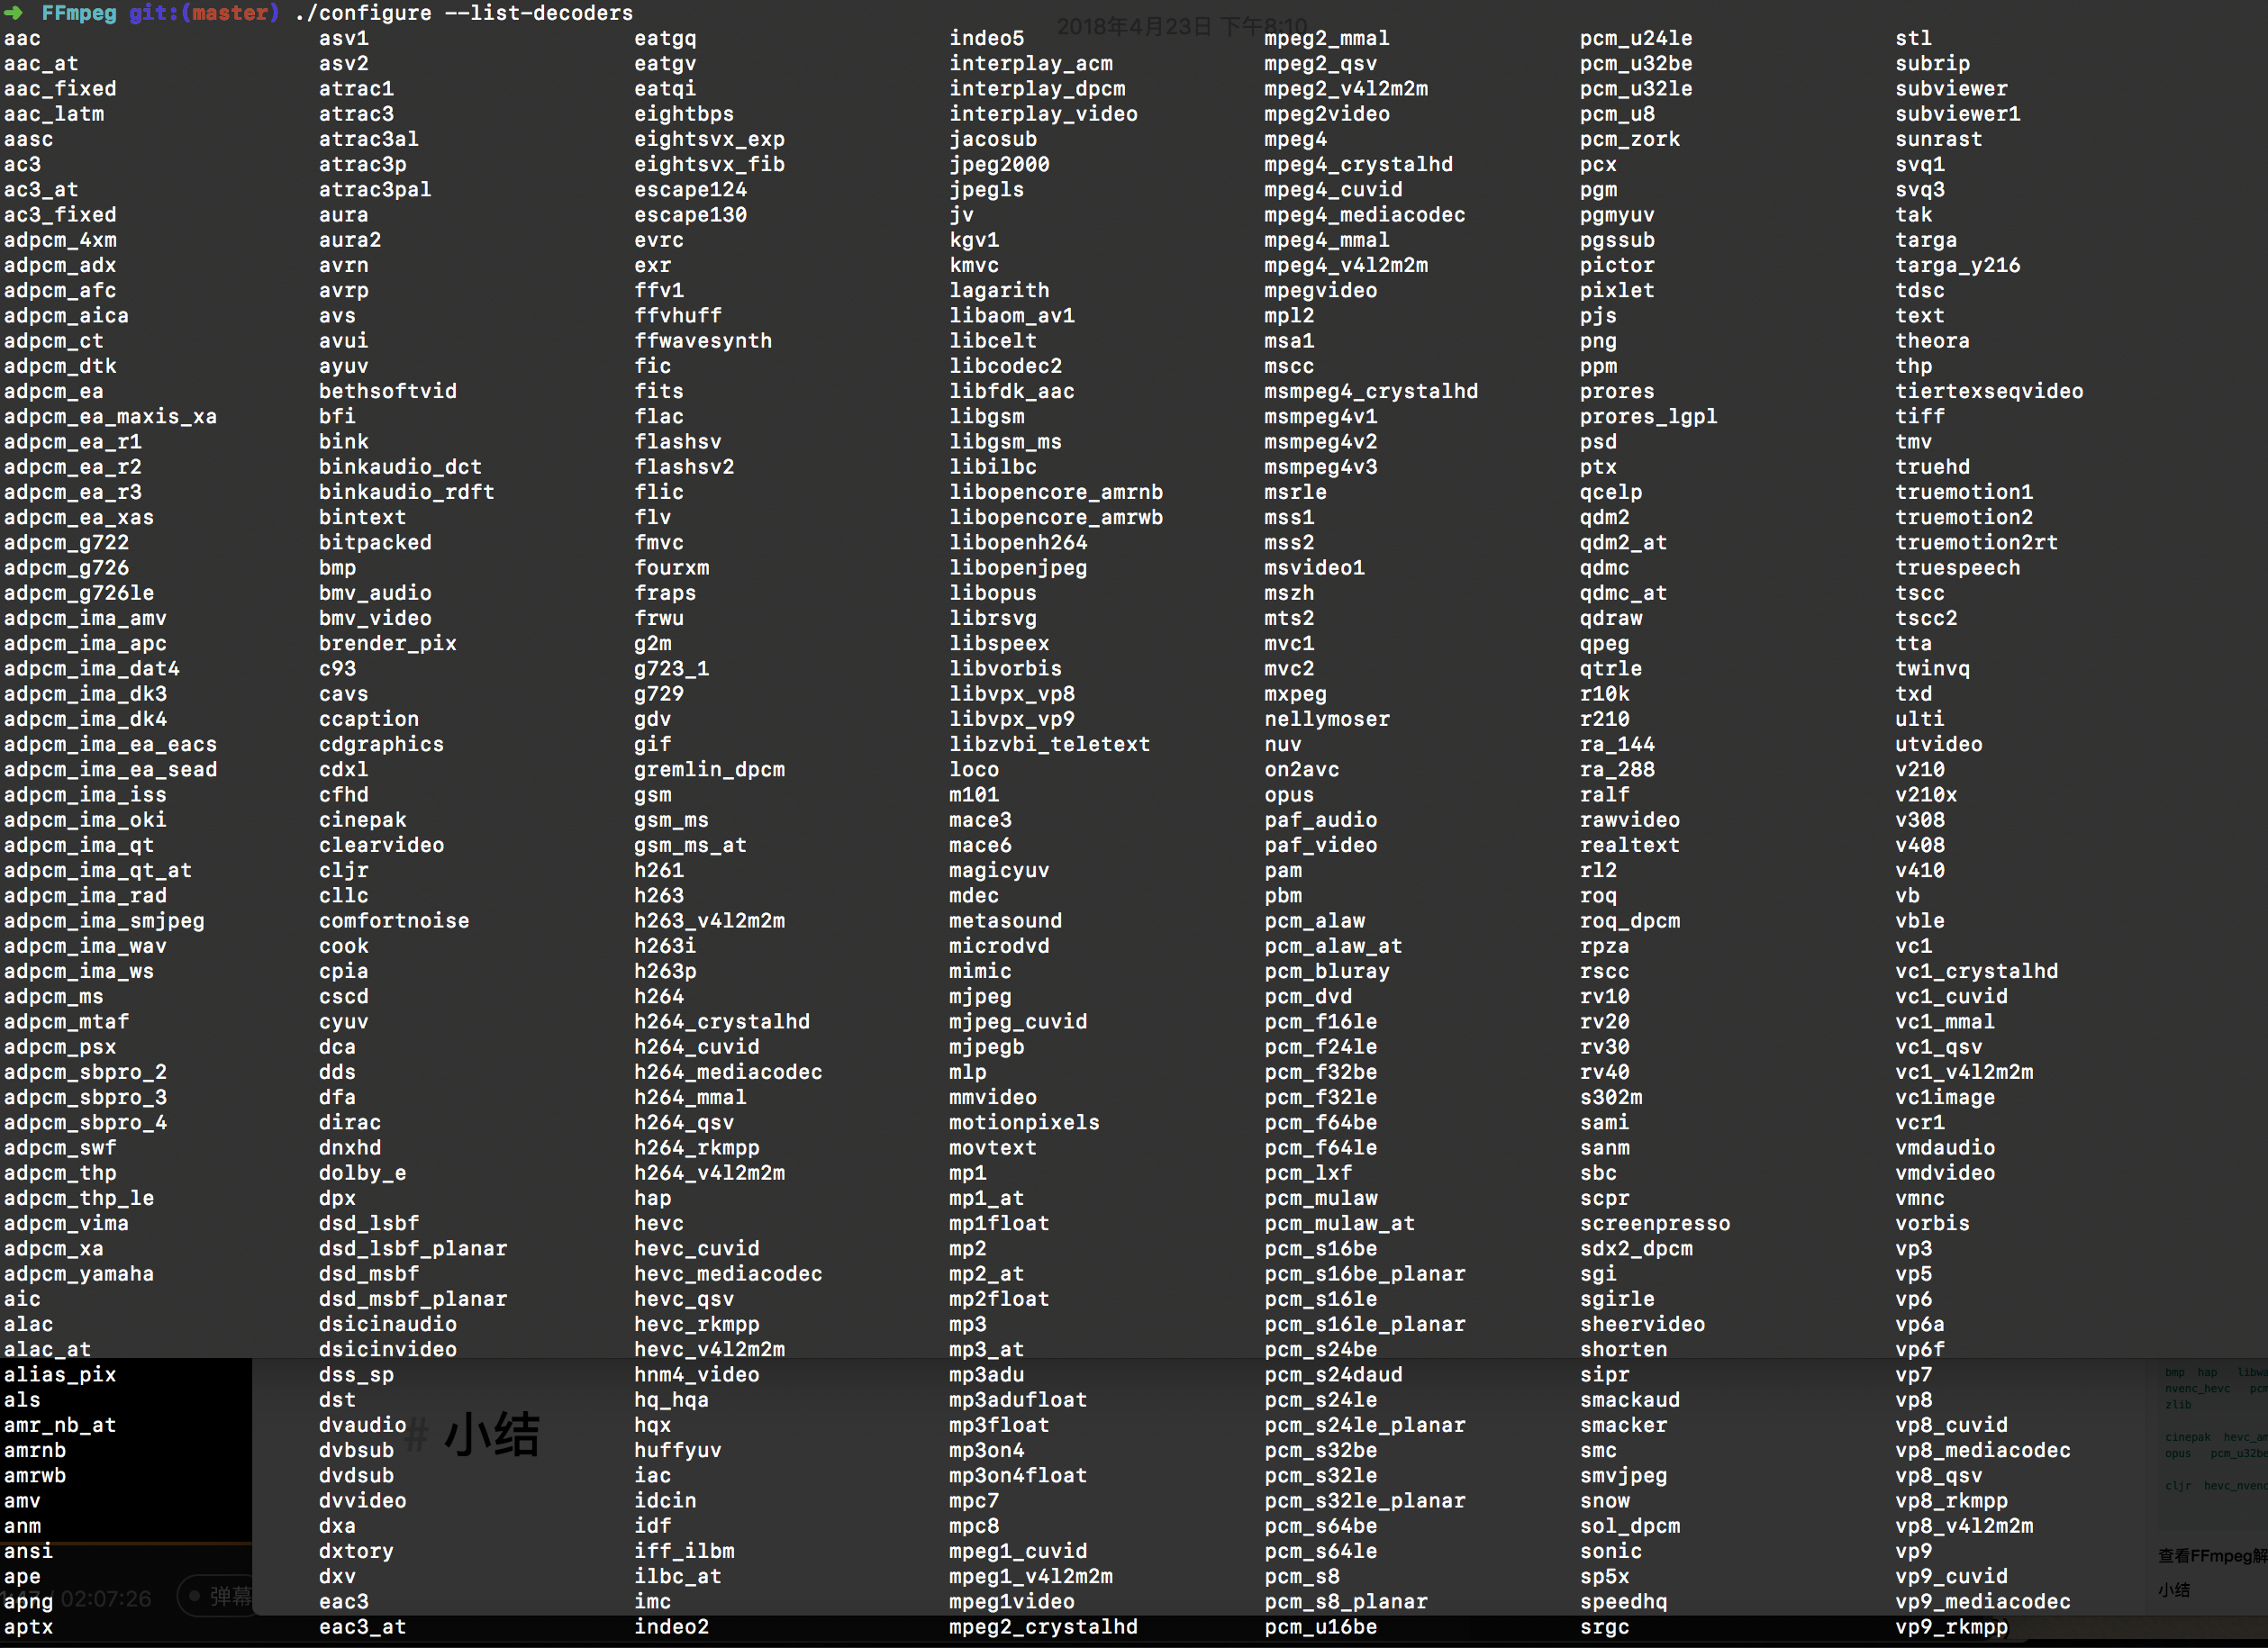 ➜ FFmpeg git:(master) ./configure --list-decoders
2018年4月23日 下午8:10
aac asv1 eatgq indeo5 mpeg2_mmal pcm_u24le stl
aac_at asv2 eatgv interplay_acm mpeg2_qsv pcm_u32be subrip
aac_fixed atrac1 eatqi interplay_dpcm mpeg2_v4l2m2m pcm_u32le subviewer
aac_latm atrac3 eightbps interplay_video mpeg2video pcm_u8 subviewer1
aasc atrac3al eightsvx_exp jacosub mpeg4 pcm_zork sunrast
ac3 atrac3p eightsvx_fib jpeg2000 mpeg4_crystalhd pcx svq1
ac3_at atrac3pal escape124 jpegls mpeg4_cuvid pgm svq3
ac3_fixed aura escape130 jv mpeg4_mediacodec pgmyuv tak
adpcm_4xm aura2 evrc kgv1 mpeg4_mmal pgssub targa
adpcm_adx avrn exr kmvc mpeg4_v4l2m2m pictor targa_y216
adpcm_afc avrp ffv1 lagarith mpegvideo pixlet tdsc
adpcm_aica avs ffvhuff libaom_av1 mpl2 pjs text
adpcm_ct avui ffwavesynth libcelt msa1 png theora
adpcm_dtk ayuv fic libcodec2 mscc ppm thp
adpcm_ea bethsoftvid fits libfdk_aac msmpeg4_crystalhd prores tiertexseqvideo
adpcm_ea_maxis_xa bfi flac libgsm msmpeg4v1 prores_lgpl tiff
adpcm_ea_r1 bink flashsv libgsm_ms msmpeg4v2 psd tmv
adpcm_ea_r2 binkaudio_dct flashsv2 libilbc msmpeg4v3 ptx truehd
adpcm_ea_r3 binkaudio_rdft flic libopencore_amrnb msrle qcelp truemotion1
adpcm_ea_xas bintext flv libopencore_amrwb mss1 qdm2 truemotion2
adpcm_g722 bitpacked fmvc libopenh264 mss2 qdm2_at truemotion2rt
adpcm_g726 bmp fourxm libopenjpeg msvideo1 qdmc truespeech
adpcm_g726le bmv_audio fraps libopus mszh qdmc_at tscc
adpcm_ima_amv bmv_video frwu librsvg mts2 qdraw tscc2
adpcm_ima_apc brender_pix g2m libspeex mvc1 qpeg tta
adpcm_ima_dat4 c93 g723_1 libvorbis mvc2 qtrle twinvq
adpcm_ima_dk3 cavs g729 libvpx_vp8 mxpeg r10k txd
adpcm_ima_dk4 ccaption gdv libvpx_vp9 nellymoser r210 ulti
adpcm_ima_ea_eacs cdgraphics gif libzvbi_teletext nuv ra_144 utvideo
adpcm_ima_ea_sead cdxl gremlin_dpcm loco on2avc ra_288 v210
adpcm_ima_iss cfhd gsm m101 opus ralf v210x
adpcm_ima_oki cinepak gsm_ms mace3 paf_audio rawvideo v308
adpcm_ima_qt clearvideo gsm_ms_at mace6 paf_video realtext v408
adpcm_ima_qt_at cljr h261 magicyuv pam rl2 v410
adpcm_ima_rad cllc h263 mdec pbm roq vb
adpcm_ima_smjpeg comfortnoise h263_v4l2m2m metasound pcm_alaw roq_dpcm vble
adpcm_ima_wav cook h263i microdvd pcm_alaw_at rpza vc1
adpcm_ima_ws cpia h263p mimic pcm_bluray rscc vc1_crystalhd
adpcm_ms cscd h264 mjpeg pcm_dvd rv10 vc1_cuvid
adpcm_mtaf cyuv h264_crystalhd mjpeg_cuvid pcm_f16le rv20 vc1_mmal
adpcm_psx dca h264_cuvid mjpegb pcm_f24le rv30 vc1_qsv
adpcm_sbpro_2 dds h264_mediacodec mlp pcm_f32be rv40 vc1_v4l2m2m
adpcm_sbpro_3 dfa h264_mmal mmvideo pcm_f32le s302m vc1image
adpcm_sbpro_4 dirac h264_qsv motionpixels pcm_f64be sami vcr1
adpcm_swf dnxhd h264_rkmpp movtext pcm_f64le sanm vmdaudio
adpcm_thp dolby_e h264_v4l2m2m mp1 pcm_lxf sbc vmdvideo
adpcm_thp_le dpx hap mp1_at pcm_mulaw scpr vmnc
adpcm_vima dsd_lsbf hevc mp1float pcm_mulaw_at screenpresso vorbis
adpcm_xa dsd_lsbf_planar hevc_cuvid mp2 pcm_s16be sdx2_dpcm vp3
adpcm_yamaha dsd_msbf hevc_mediacodec mp2_at pcm_s16be_planar sgi vp5
aic dsd_msbf_planar hevc_qsv mp2float pcm_s16le sgirle vp6
alac dsicinaudio hevc_rkmpp mp3 pcm_s16le_planar sheervideo vp6a
alac_at dsicinvideo hevc_v4l2m2m mp3_at pcm_s24be shorten vp6f
alias_pix dss_sp hnm4_video mp3adu pcm_s24daud sipr vp7
bmp hap
als dst hq_hqa mp3adufloat pcm_s24le smackaud vp8
nvenc_hevc
zlib
amr_nb_at dvaudio hqx mp3float pcm_s24le_planar smacker vp8_cuvid
# 小结
cinepak
amrnb dvbsub huffyuv mp3on4 pcm_s32be smc vp8_mediacodec
opus pcm_u32be
amrwb dvdsub iac mp3on4float pcm_s32le smvjpeg vp8_qsv
cljr
amv dvvideo idcin mpc7 pcm_s32le_planar snow vp8_rkmpp
anm dxa idf mpc8 pcm_s64be sol_dpcm vp8_v4l2m2m
ansi dxtory iff_ilbm mpeg1_cuvid pcm_s64le sonic vp9
查看FFmpeg解
ape dxv ilbc_at mpeg1_v4l2m2m pcm_s8 sp5x vp9_cuvid
小结
/ 02:07:26 弹幕
apng eac3 imc mpeg1video pcm_s8_planar speedhq vp9_mediacodec
aptx eac3_at indeo2 mpeg2_crystalhd pcm_u16be srgc vp9_rkmpp